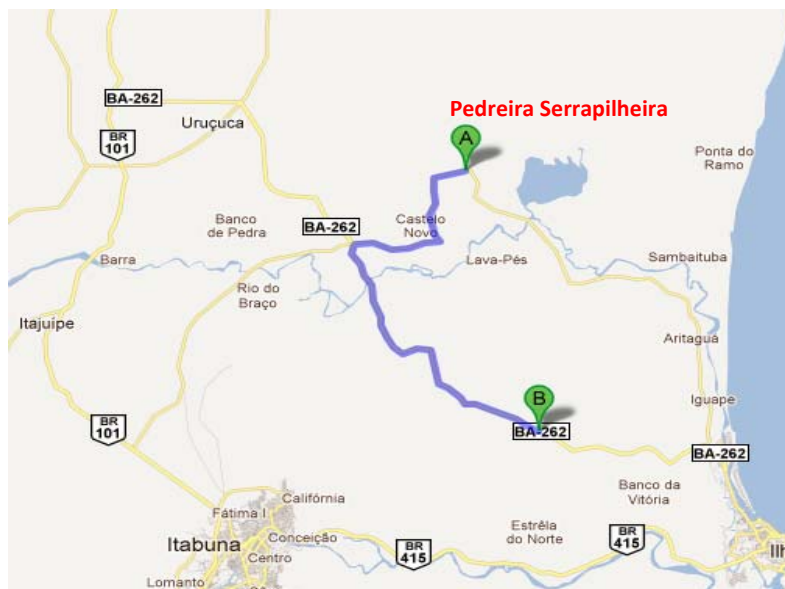 BA-262
Uruçuca
BR
101
Pedreira Serrapilheira
A
Ponta do
Ramo
Banco
de Pedra
BA-262
Castelo
Novo
Barra
Lava-Pés
Sambaituba
Rio do
Braço
Itajuípe
Aritaguá
B
Iguape
BR
101
BA-262
BA-262
Banco da
Vitória
Califórnia
Fátima I
Estrêla
do Norte
BR
415
Itabuna
Conceição
Centro
BR
415
Ilh
Lomanto